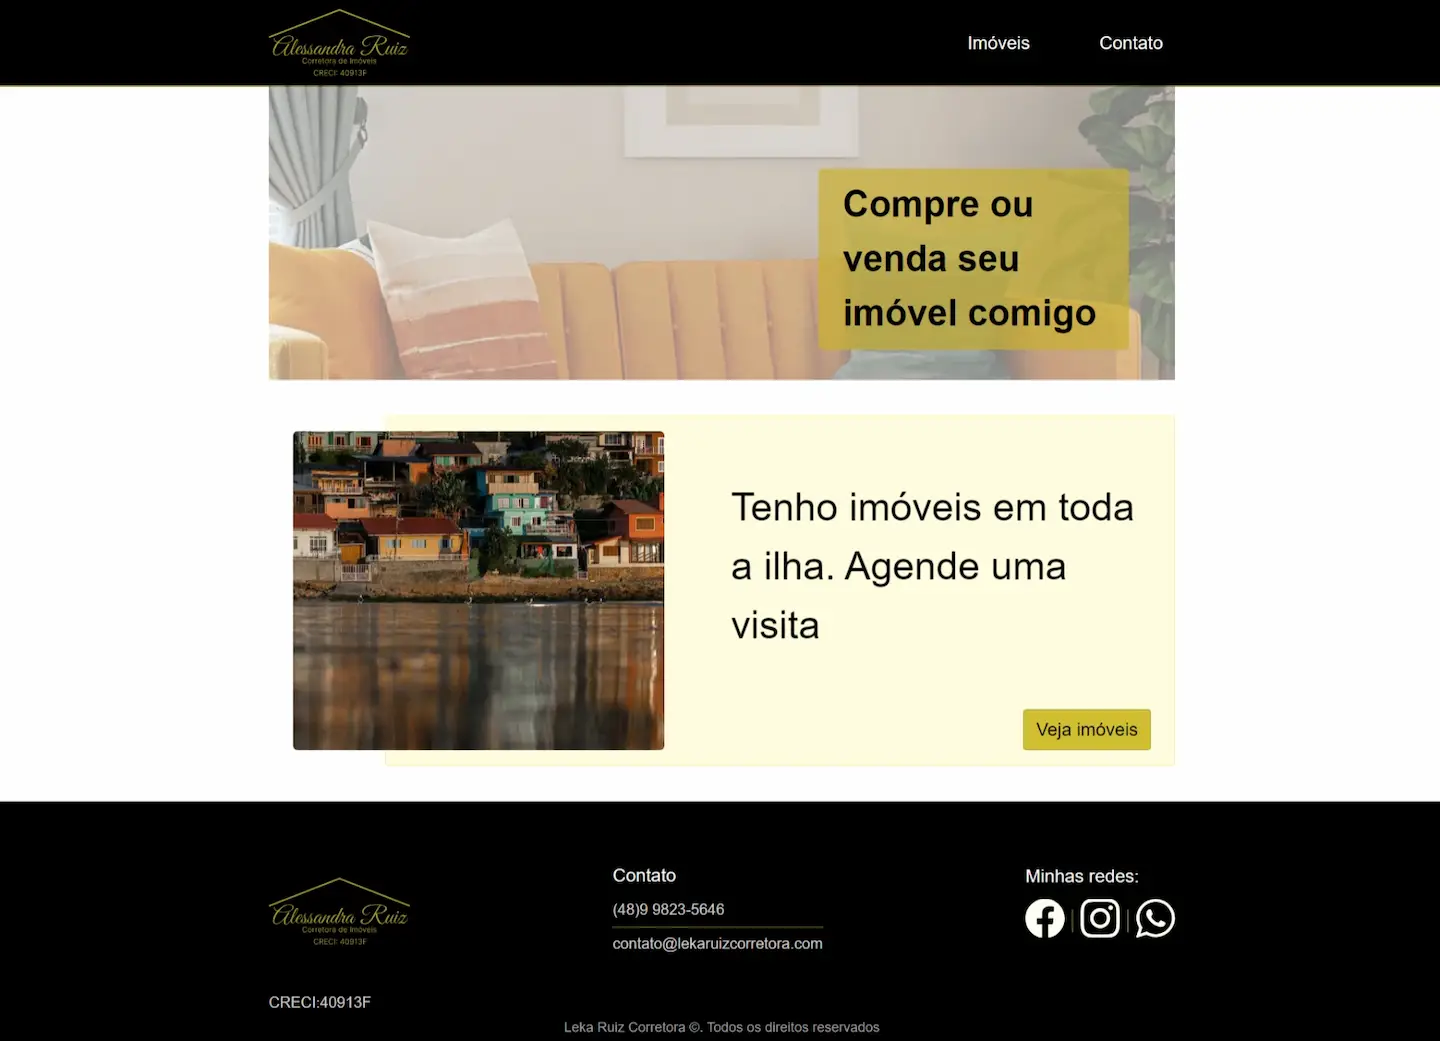 Alessandra Ruiz
Corretora de Imóveis
CRECI: 40913F
Imóveis
Contato
Compre ou
venda seu
imóvel comigo
Tenho imóveis em toda
a ilha. Agende uma
visita
Veja imóveis
Alessandra Ruiz
Corretora de Imóveis
CRECI: 40913F
CRECI:40913F
Contato
(48)9 9823-5646
contato@lekaruizcorretora.com
Minhas redes:
Leka Ruiz Corretora ©. Todos os direitos reservados